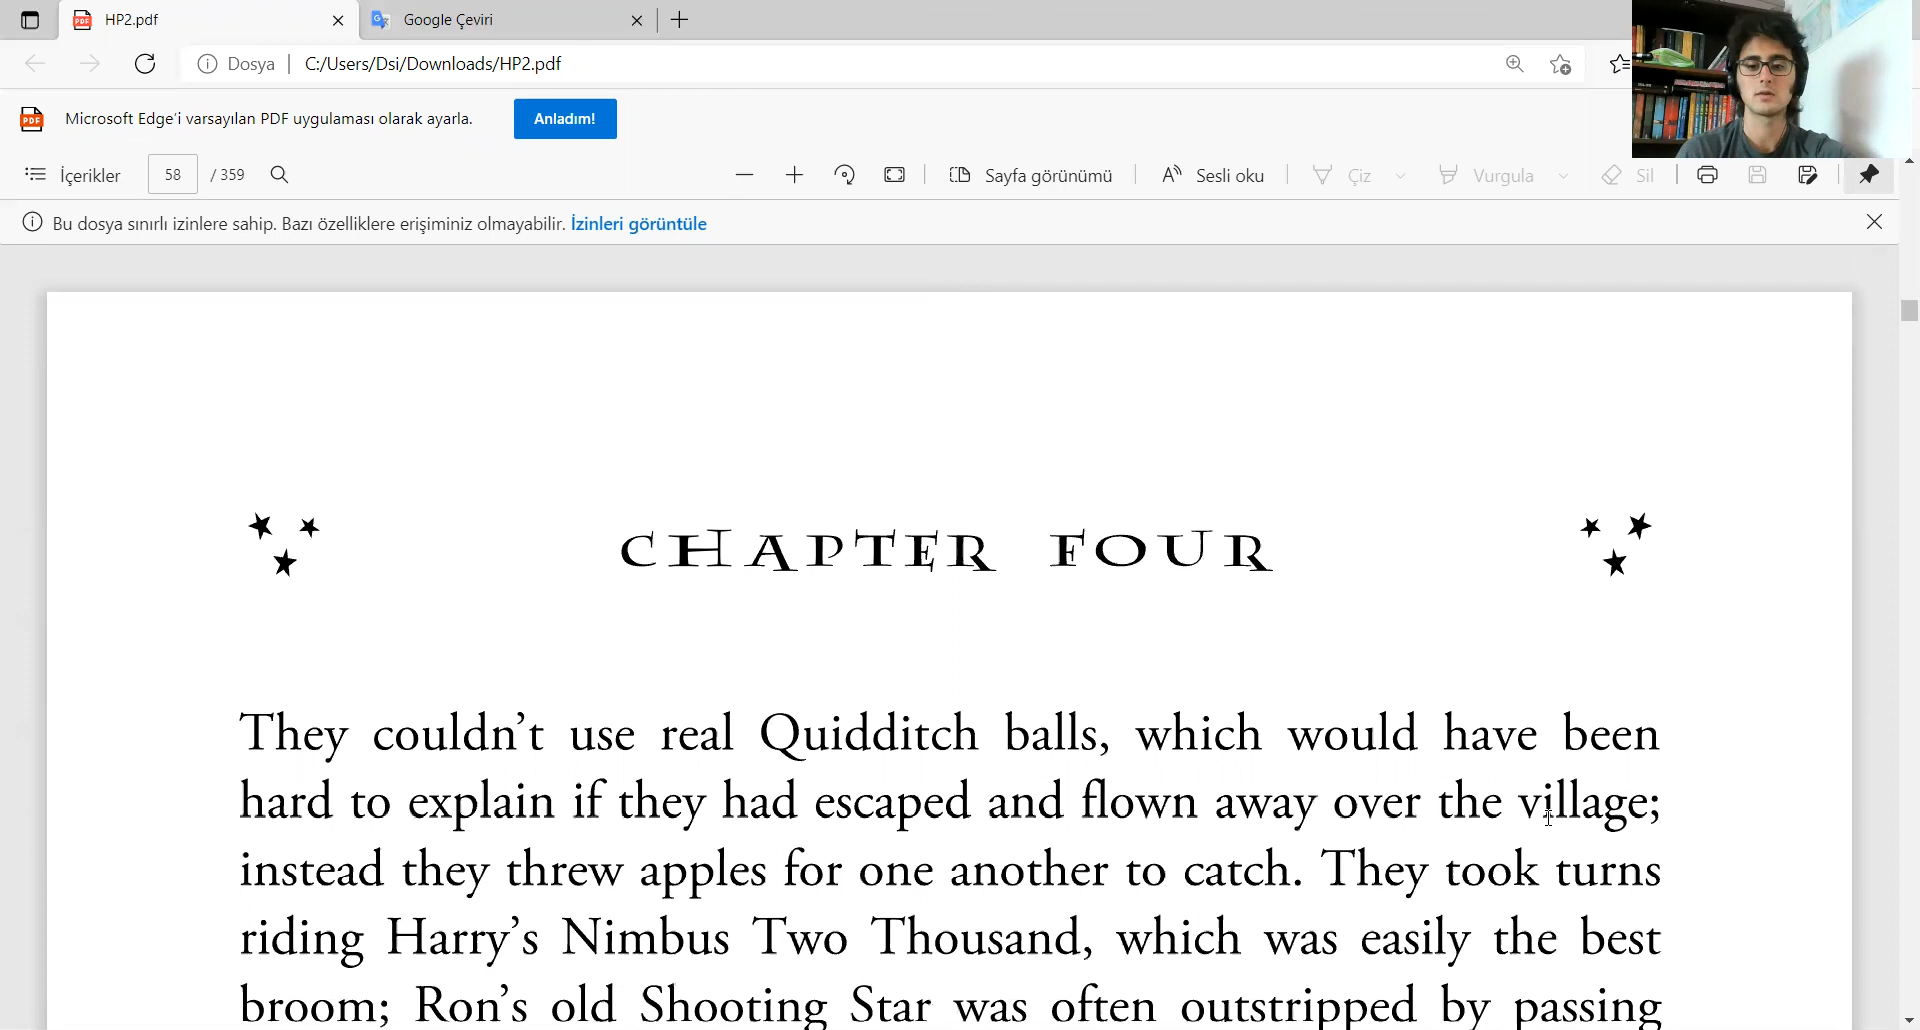 HP2.pdf
Google Çeviri
Dosya
C:/Users/Dsi/Downloads/HP2.pdf
PDF
Microsoft Edge'i varsayılan PDF uygulaması olarak ayarla.
Anladım!
İçerikler
58
/ 359
Sayfa görünümü
Sesli oku
Çiz
Vurgula
Sil
Bu dosya sınırlı izinlere sahip. Bazı özelliklere erişiminiz olmayabilir. İzinleri görüntüle
CHAPTER FOUR
They couldn’t use real Quidditch balls, which would have been
hard to explain if they had escaped and flown away over the village;
instead they threw apples for one another to catch. They took turns
riding Harry’s Nimbus Two Thousand, which was easily the best
broom; Ron’s old Shooting Star was often outstripped by passing